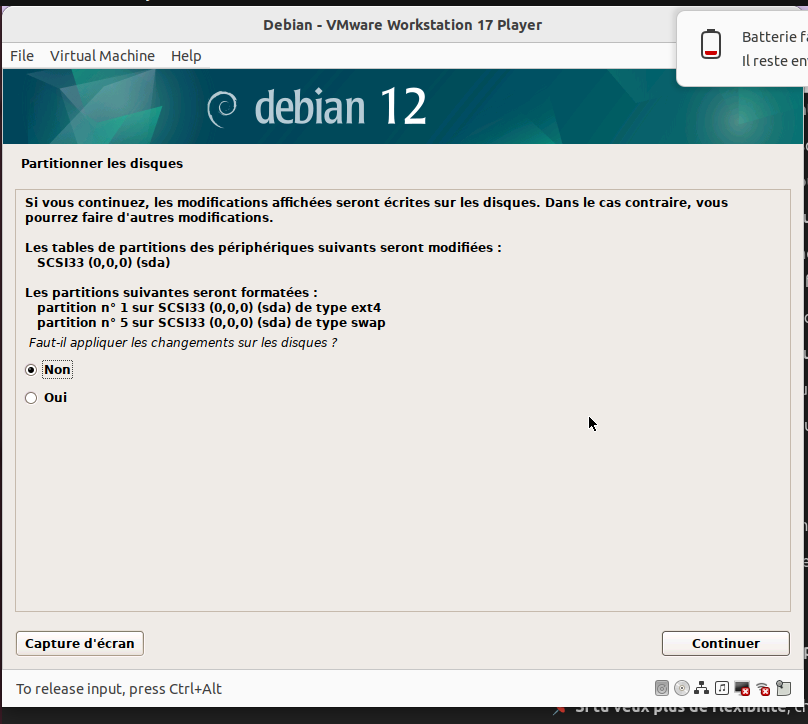 Debian - VMware Workstation 17 Player
Batterie
Il reste
File Virtual Machine Help
debian 12
Partitionner les disques
Si vous continuez, les modifications affichées seront écrites sur les disques. Dans le cas contraire, vous
pourrez faire d'autres modifications.
Les tables de partitions des périphériques suivants seront modifiées :
SCSI33 (0,0,0) (sda)
Les partitions suivantes seront formatées :
partition n° 1 sur SCSI33 (0,0,0) (sda) de type ext4
partition n° 5 sur SCSI33 (0,0,0) (sda) de type swap
Faut-il appliquer les changements sur les disques ?
Non
Oui
Capture d'écran
Continuer
To release input, press Ctrl+Alt
Si tu veux plus de flexibilité,